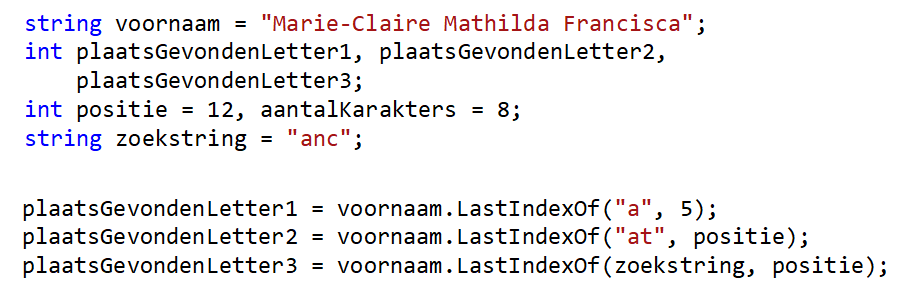 string voornaam = "Marie-Claire Mathilda Francisca";
int plaatsGevondenLetter1, plaatsGevondenLetter2,
plaatsGevondenLetter3;
int positie = 12, aantalKarakters = 8;
string zoekstring = "anc";
plaatsGevondenLetter1 = voornaam.LastIndexOf("a", 5);
plaatsGevondenLetter2 = voornaam.LastIndexOf("at", positie);
plaatsGevondenLetter3 = voornaam.LastIndexOf(zoekstring, positie);